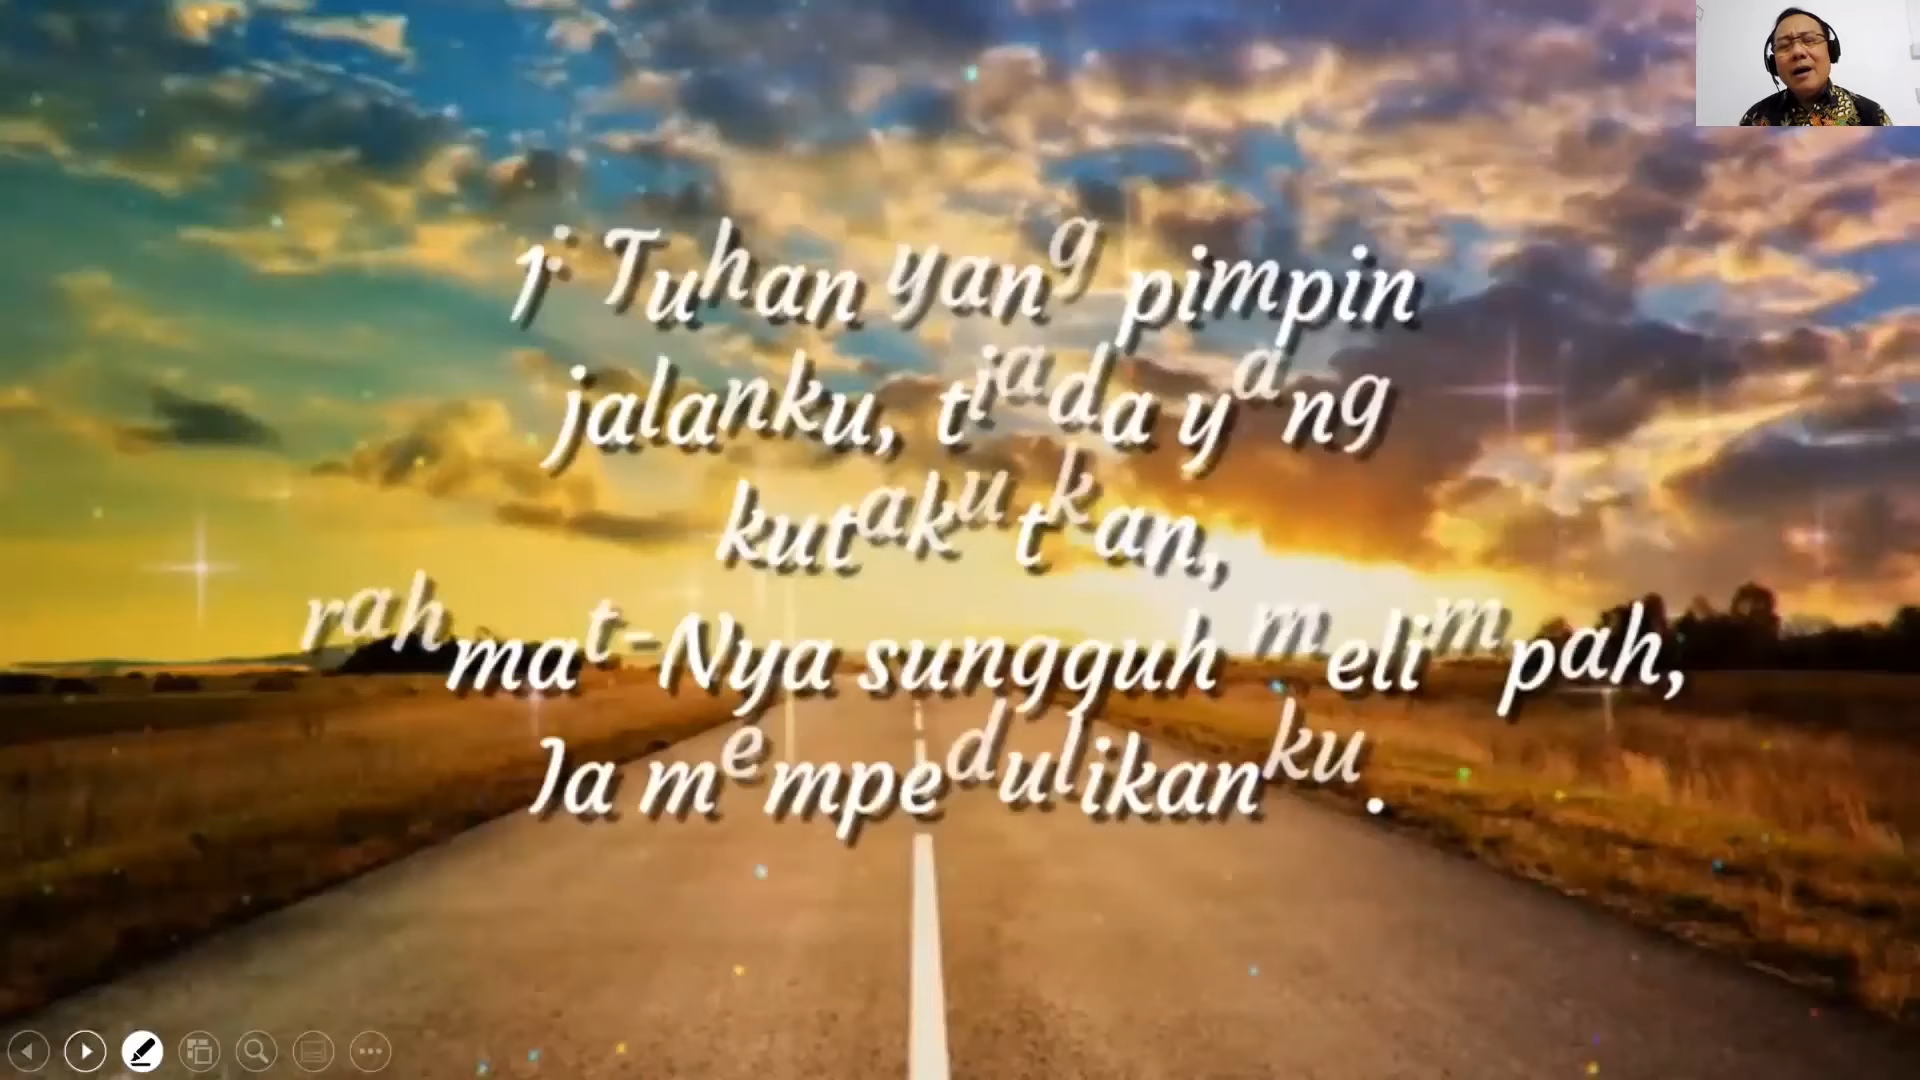 1. Tuhan yang pimpin
jalanku, tiada yang
kutakutkan,
rahmat-Nya sungguh melimpah,
Ia mempedulikanku.